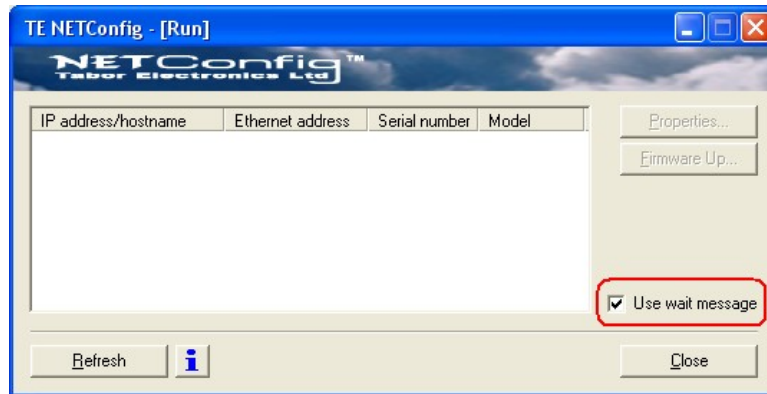 TE NETConfig - [Run]
NETConfig™
Tabor Electronics Ltd
IP address/hostname Ethernet address Serial number Model
Properties...
Firmware Up...
Use wait message
Refresh i Close